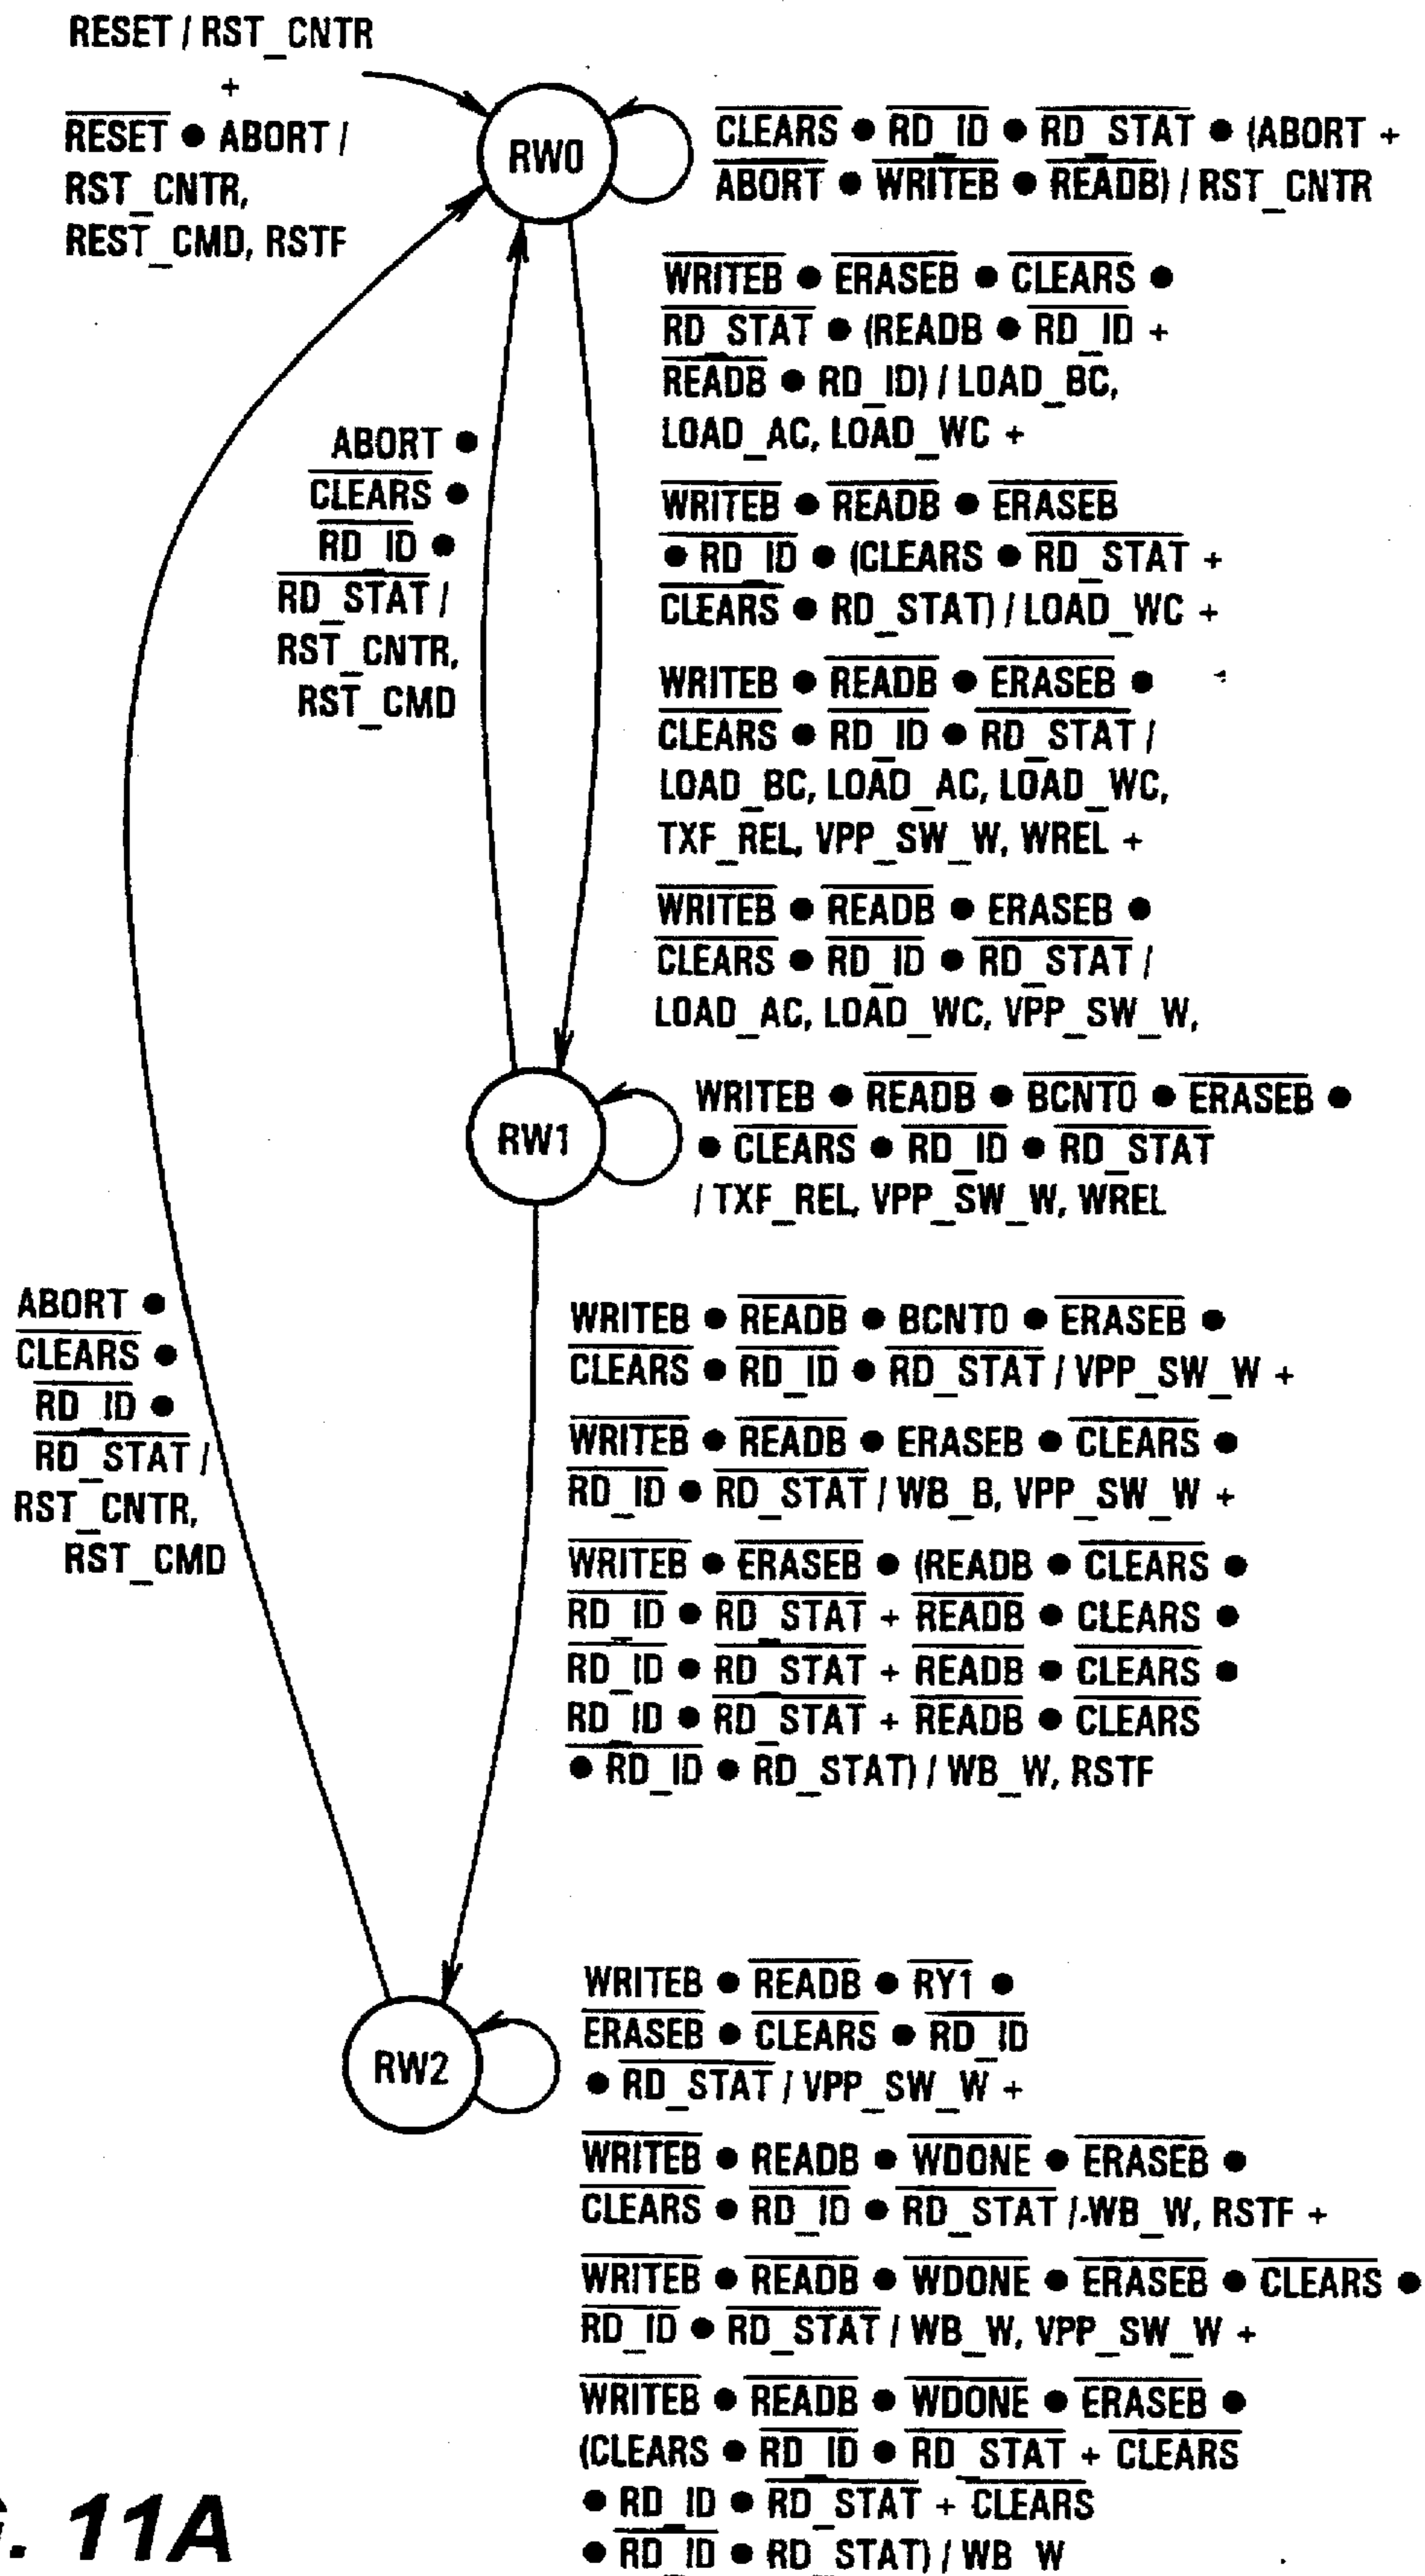 RESET / RST_CNTR
+
RESET ● ABORT /
RST_CNTR,
REST_CMD, RSTF
RW0
CLEARS ● RD_ID ● RD_STAT ● (ABORT +
ABORT ● WRITEB ● READB) / RST_CNTR
WRITEB ● ERASEB ● CLEARS ●
RD_STAT ● (READB ● RD_ID +
READB ● RD_ID) / LOAD_BC,
LOAD_AC, LOAD_WC +
WRITEB ● READB ● ERASEB
● RD_ID ● (CLEARS ● RD_STAT +
CLEARS ● RD_STAT) / LOAD_WC +
WRITEB ● READB ● ERASEB ●
CLEARS ● RD_ID ● RD_STAT /
LOAD_BC, LOAD_AC, LOAD_WC,
TXF_REL, VPP_SW_W, WREL +
WRITEB ● READB ● ERASEB ●
CLEARS ● RD_ID ● RD_STAT /
LOAD_AC, LOAD_WC, VPP_SW_W,
ABORT ●
CLEARS ●
RD_ID ●
RD_STAT /
RST_CNTR,
RST_CMD
RW1
WRITEB ● READB ● BCNT0 ● ERASEB ●
● CLEARS ● RD_ID ● RD_STAT
/ TXF_REL, VPP_SW_W, WREL
ABORT ●
CLEARS ●
RD_ID ●
RD_STAT /
RST_CNTR,
RST_CMD
WRITEB ● READB ● BCNT0 ● ERASEB ●
CLEARS ● RD_ID ● RD_STAT / VPP_SW_W +
WRITEB ● READB ● ERASEB ● CLEARS ●
RD_ID ● RD_STAT / WB_B, VPP_SW_W +
WRITEB ● ERASEB ● (READB ● CLEARS ●
RD_ID ● RD_STAT + READB ● CLEARS ●
RD_ID ● RD_STAT + READB ● CLEARS ●
RD_ID ● RD_STAT + READB ● CLEARS
● RD_ID ● RD_STAT) / WB_W, RSTF
RW2
WRITEB ● READB ● RY1 ●
ERASEB ● CLEARS ● RD_ID
● RD_STAT / VPP_SW_W +
WRITEB ● READB ● WDONE ● ERASEB ●
CLEARS ● RD_ID ● RD_STAT / WB_W, RSTF +
WRITEB ● READB ● WDONE ● ERASEB ● CLEARS ●
RD_ID ● RD_STAT / WB_W, VPP_SW_W +
WRITEB ● READB ● WDONE ● ERASEB ●
(CLEARS ● RD_ID ● RD_STAT + CLEARS
● RD_ID ● RD_STAT + CLEARS
● RD_ID ● RD_STAT) / WB_W
G. 11A